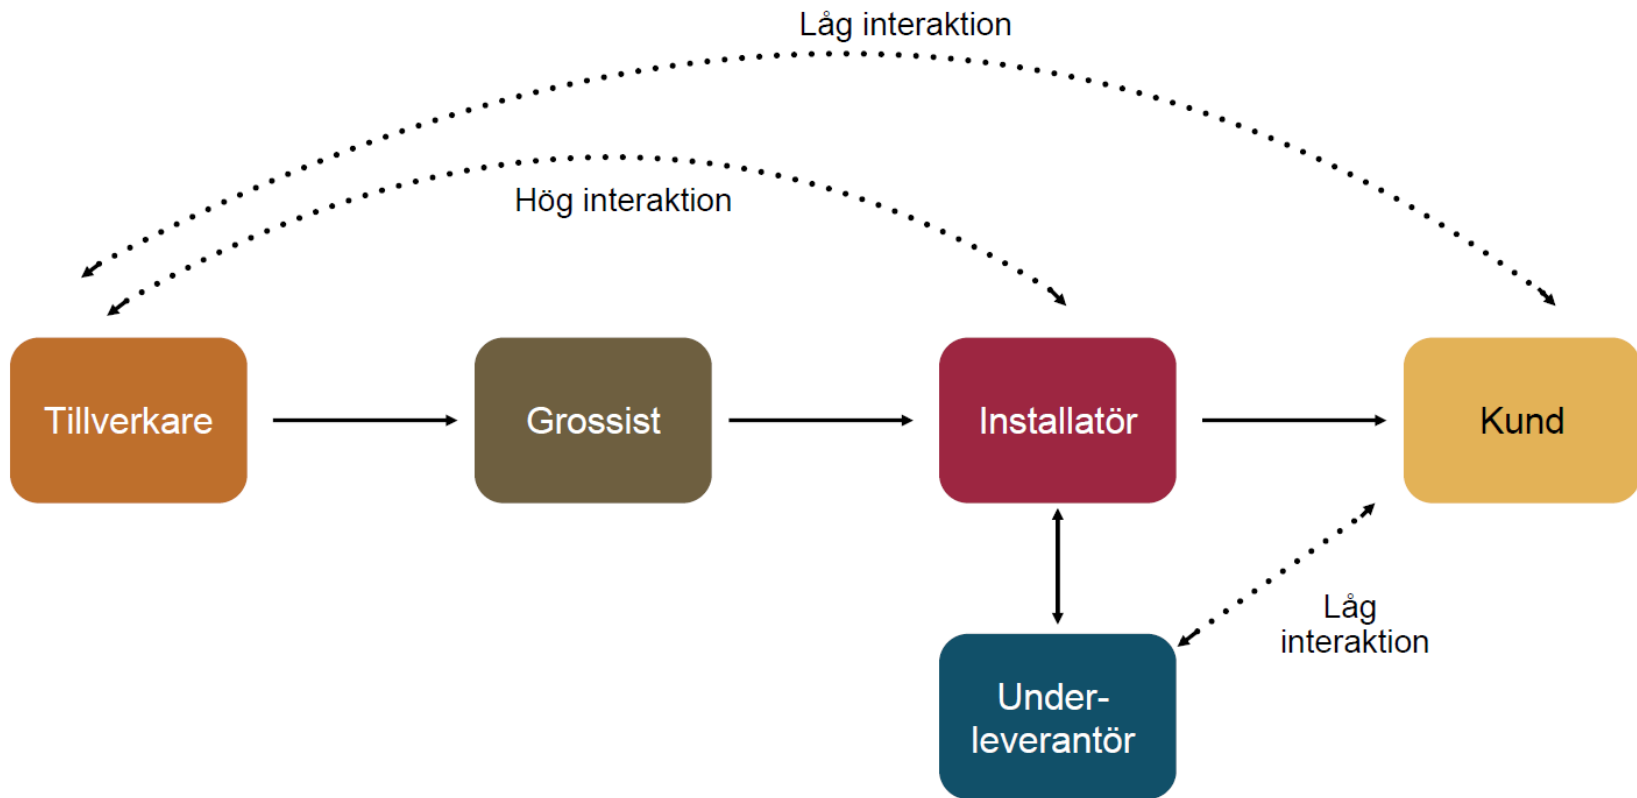 Låg interaktion
Hög interaktion
Tillverkare
Grossist
Installatör
Kund
Låg
interaktion
Under-
leverantör